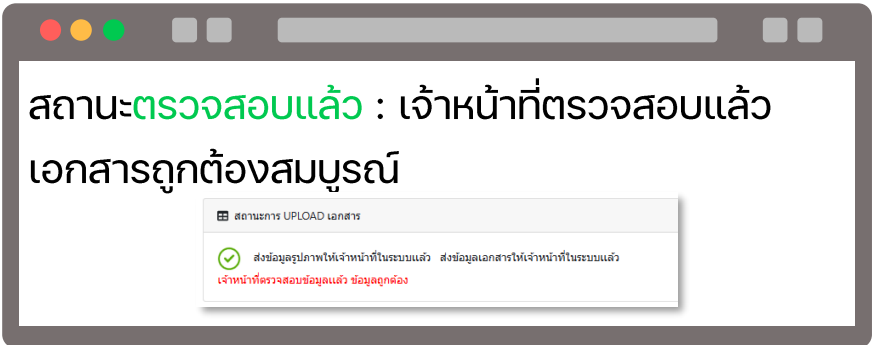 สถานะตรวจสอบแล้ว : เจ้าหน้าที่ตรวจสอบแล้ว
เอกสารถูกต้องสมบูรณ์
สถานะการ UPLOAD เอกสาร
ส่งข้อมูลรูปภาพให้เจ้าหน้าที่ในระบบแล้ว ส่งข้อมูลเอกสารให้เจ้าหน้าที่ในระบบแล้ว
เจ้าหน้าที่ตรวจสอบข้อมูลแล้ว ข้อมูลถูกต้อง